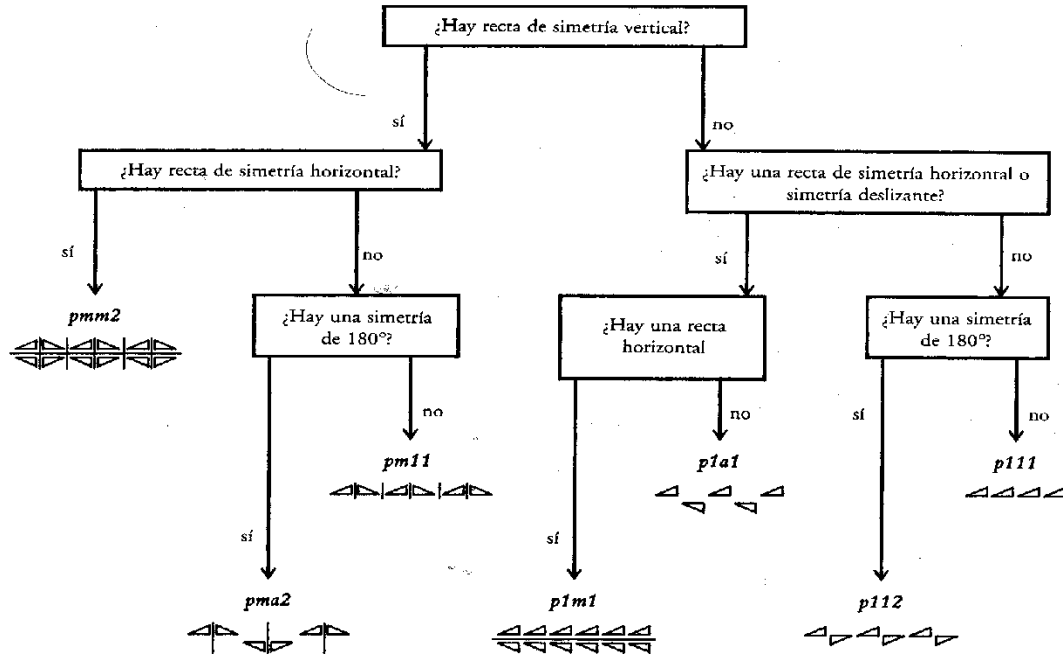 ¿Hay recta de simetría vertical?
sí
no
¿Hay recta de simetría horizontal?
¿Hay una recta de simetría horizontal o
simetría deslizante?
sí
no
sí
no
pmm2
¿Hay una simetría
de 180°?
¿Hay una recta
horizontal
¿Hay una simetría
de 180°?
no
no
sí
no
pm11
p1a1
p111
sí
sí
pma2
p1m1
p112